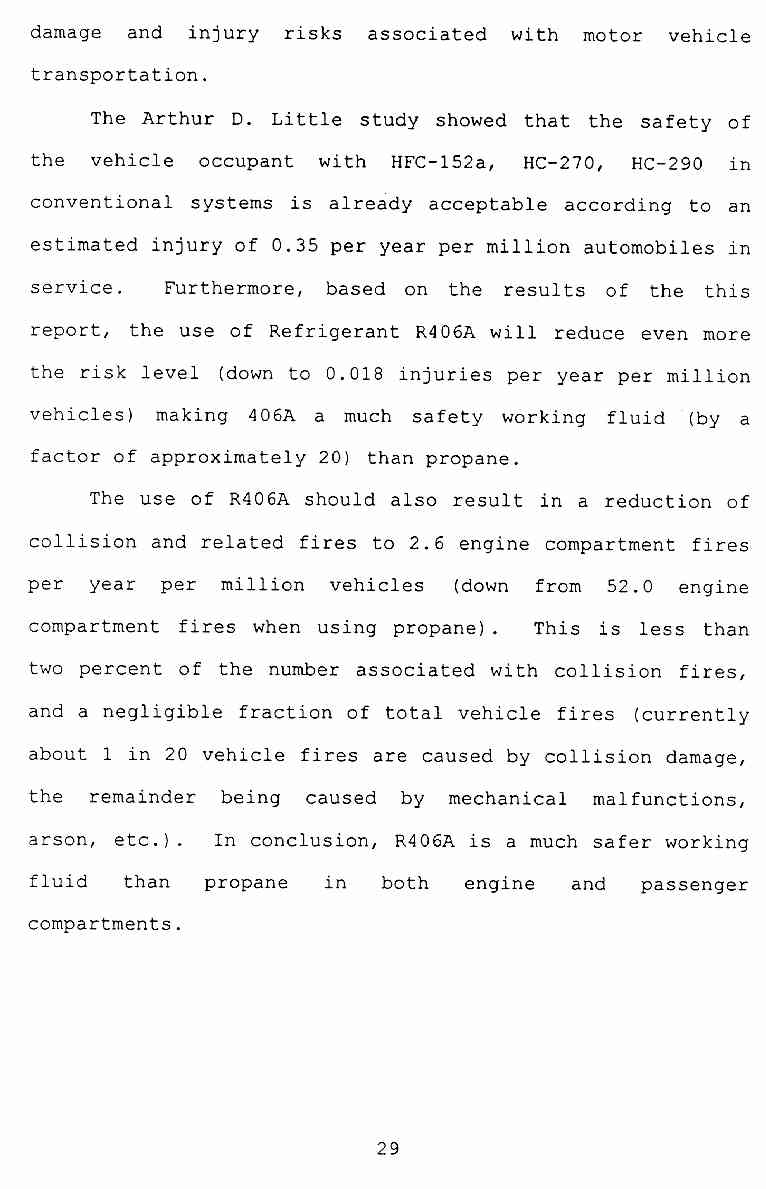 damage and injury risks associated with motor vehicle
transportation.
The Arthur D. Little study showed that the safety of
the vehicle occupant with HFC-152a, HC-270, HC-290 in
conventional systems is already acceptable according to an
estimated injury of 0.35 per year per million automobiles in
service. Furthermore, based on the results of the this
report, the use of Refrigerant R406A will reduce even more
the risk level (down to 0.018 injuries per year per million
vehicles) making 406A a much safety working fluid (by a
factor of approximately 20) than propane.
The use of R406A should also result in a reduction of
collision and related fires to 2.6 engine compartment fires
per year per million vehicles (down from 52.0 engine
compartment fires when using propane). This is less than
two percent of the number associated with collision fires,
and a negligible fraction of total vehicle fires (currently
about 1 in 20 vehicle fires are caused by collision damage,
the remainder being caused by mechanical malfunctions,
arson, etc.). In conclusion, R406A is a much safer working
fluid than propane in both engine and passenger
compartments.
29